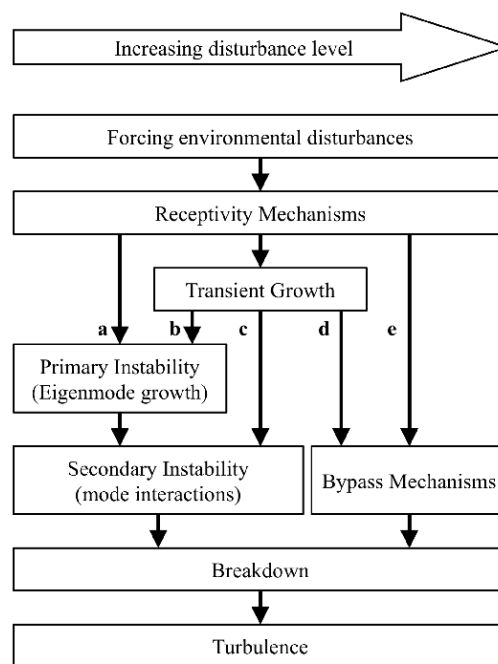 Increasing disturbance level
Forcing environmental disturbances
Receptivity Mechanisms
Transient Growth
a
b
c
d
e
Primary Instability
(Eigenmode growth)
Secondary Instability
(mode interactions)
Bypass Mechanisms
Breakdown
Turbulence